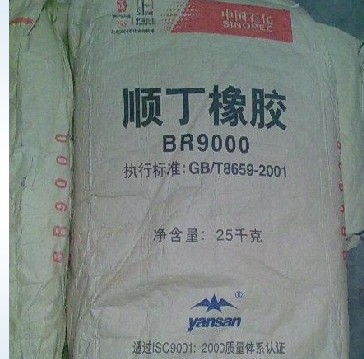 中国石化
SINOPEC
顺丁橡胶
BR9000
执行标准:GB/T8659-2001
净含量: 25千克
yansan
通过ISO9001: 2000质量体系认证
BR9000